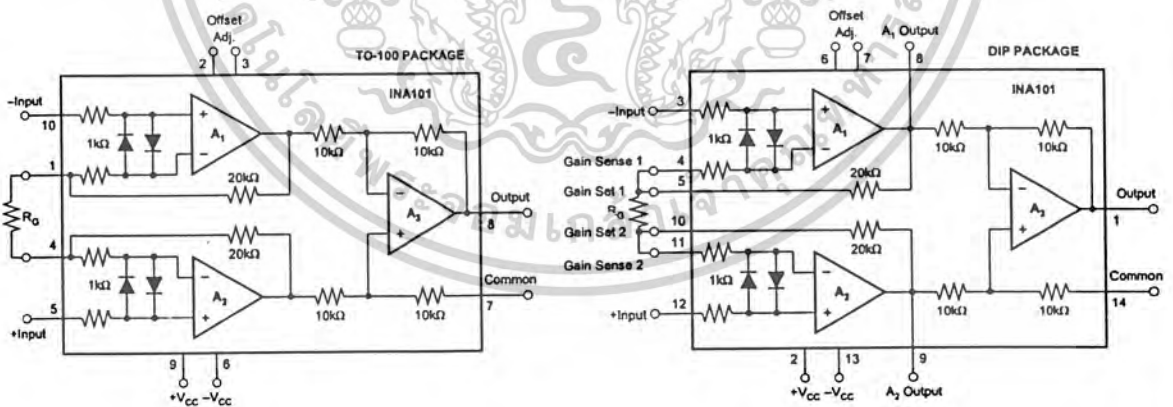 Offset
Adj.
2 3
TO-100 PACKAGE
INA101
–Input
10
1kΩ
A1
10kΩ
10kΩ
1
20kΩ
RG
A3
Output
8
4
20kΩ
1kΩ
A2
Common
7
+Input
5
10kΩ
10kΩ
9 6
+VCC –VCC
Offset
Adj.
A1 Output
6 7 8
DIP PACKAGE
INA101
–Input
3
1kΩ
A1
10kΩ
10kΩ
Gain Sense 1
4
20kΩ
Gain Set 1
5
RG
A3
Output
1
Gain Set 2
10
20kΩ
Gain Sense 2
11
1kΩ
A2
Common
14
+Input
12
10kΩ
10kΩ
2 13 9
+VCC –VCC
A2 Output